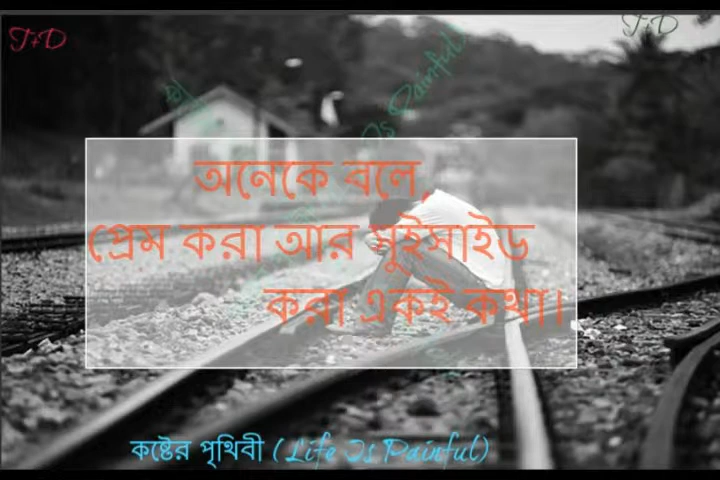 J+D
J+D
অনেকে বলে,
প্রেম করা আর সুইসাইড
করা একই কথা।
কষ্টের পৃথিবী (Life Is Painful)